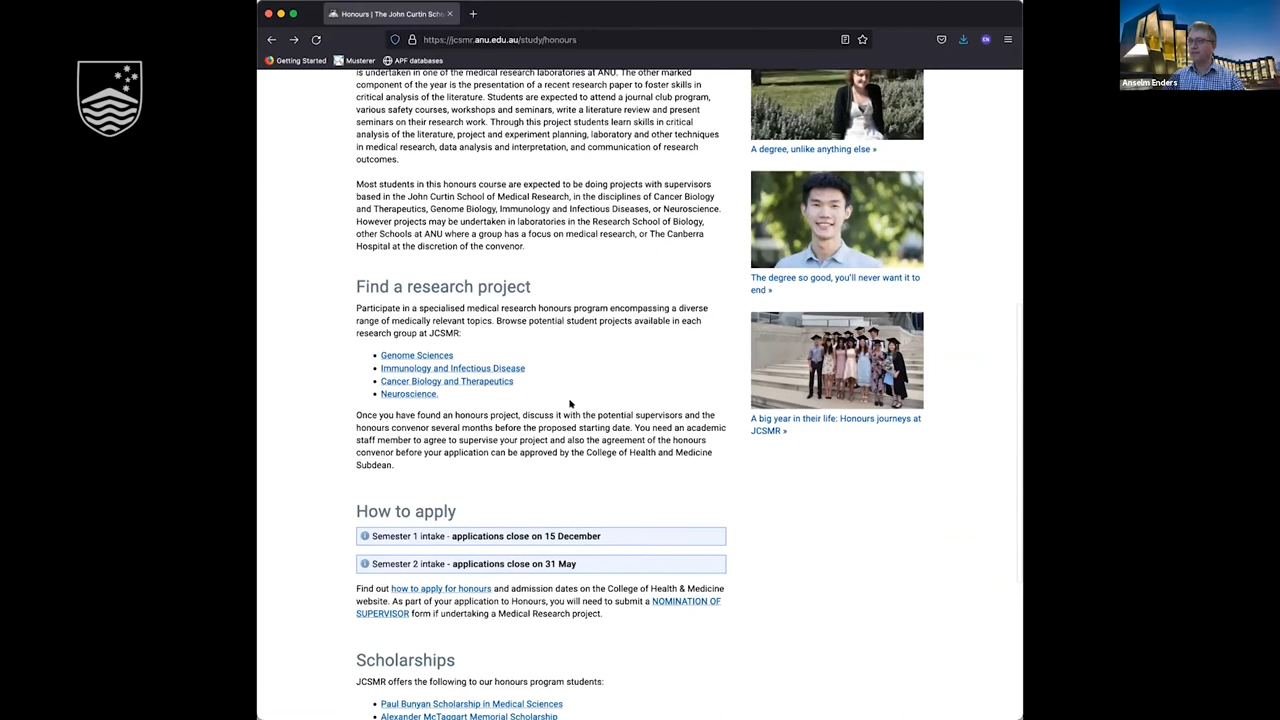 Honours | The John Curtin Sch
https://jcsmr.anu.edu.au/study/honours
EN
Getting Started
Musterer
APF databases
Anselm Enders
is undertaken in one of the medical research laboratories at ANU. The other marked
component of the year is the presentation of a recent research paper to foster skills in
critical analysis of the literature. Students are expected to attend a journal club program,
various safety courses, workshops and seminars, write a literature review and present
seminars on their research work. Through this project students learn skills in critical
analysis of the literature, project and experiment planning, laboratory and other techniques
in medical research, data analysis and interpretation, and communication of research
outcomes.
Most students in this honours course are expected to be doing projects with supervisors
based in the John Curtin School of Medical Research, in the disciplines of Cancer Biology
and Therapeutics, Genome Biology, Immunology and Infectious Diseases, or Neuroscience.
However projects may be undertaken in laboratories in the Research School of Biology,
other Schools at ANU where a group has a focus on medical research, or The Canberra
Hospital at the discretion of the convenor.
Find a research project
Participate in a specialised medical research honours program encompassing a diverse
range of medically relevant topics. Browse potential student projects available in each
research group at JCSMR:
• Genome Sciences
• Immunology and Infectious Disease
• Cancer Biology and Therapeutics
• Neuroscience.
Once you have found an honours project, discuss it with the potential supervisors and the
honours convenor several months before the proposed starting date. You need an academic
staff member to agree to supervise your project and also the agreement of the honours
convenor before your application can be approved by the College of Health and Medicine
Subdean.
How to apply
Semester 1 intake - applications close on 15 December
Semester 2 intake - applications close on 31 May
Find out how to apply for honours and admission dates on the College of Health & Medicine
website. As part of your application to Honours, you will need to submit a NOMINATION OF
SUPERVISOR form if undertaking a Medical Research project.
Scholarships
JCSMR offers the following to our honours program students:
• Paul Bunyan Scholarship in Medical Sciences
• Alexander McTaggart Memorial Scholarship
A degree, unlike anything else »
The degree so good, you'll never want it to
end »
A big year in their life: Honours journeys at
JCSMR »